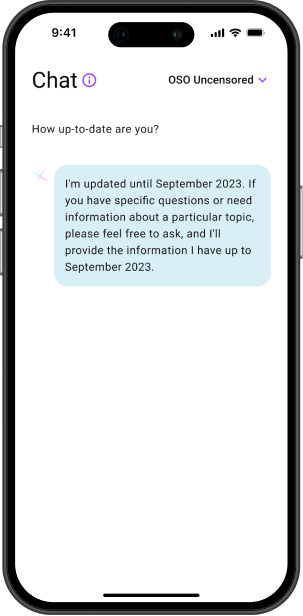 9:41
Chat
OSO Uncensored
How up-to-date are you?
I'm updated until September 2023. If
you have specific questions or need
information about a particular topic,
please feel free to ask, and I'll
provide the information I have up to
September 2023.